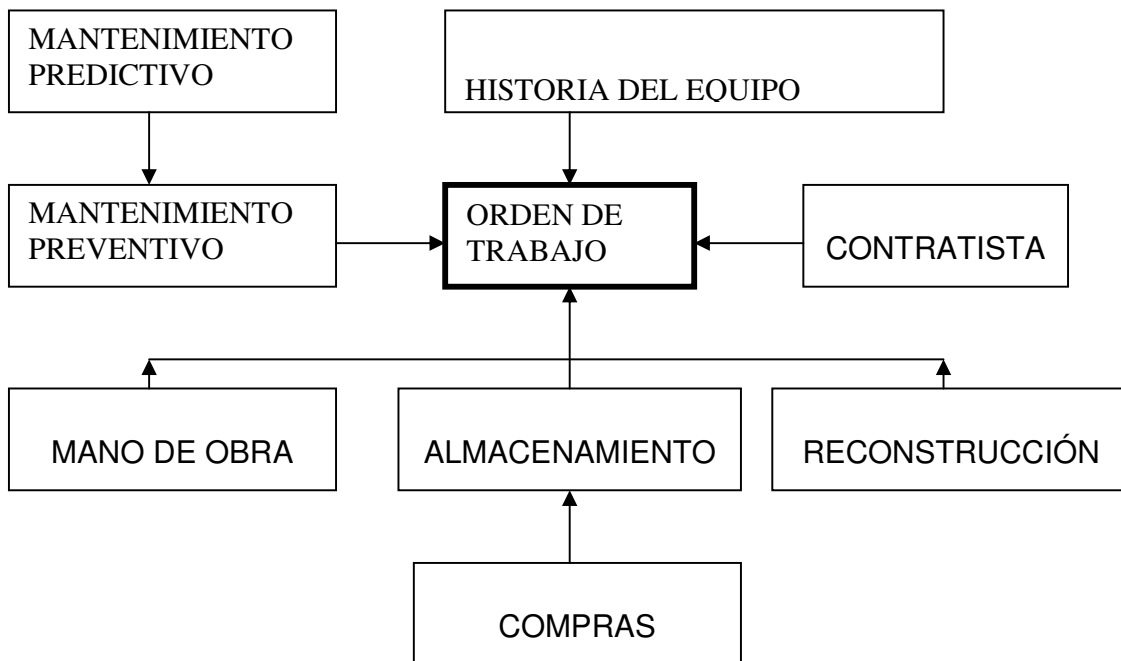 MANTENIMIENTO
PREDICTIVO
HISTORIA DEL EQUIPO
MANTENIMIENTO
PREVENTIVO
ORDEN DE
TRABAJO
CONTRATISTA
MANO DE OBRA
ALMACENAMIENTO
RECONSTRUCCIÓN
COMPRAS